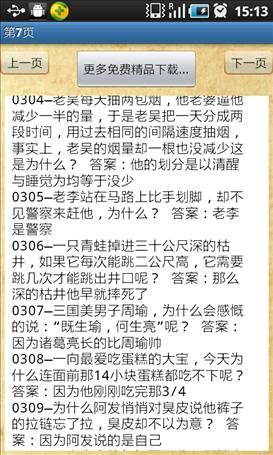 15:13
第7页
上一页
更多免费精品下载...
下一页
0304—老吴每天抽两包烟，他老婆逼他
减少一半的量，于是老吴把一天分成两
段时间，用过去相同的间隔速度抽烟，
事实上，老吴的烟量却一根也没减少这
是为什么？ 答案：他的划分是以清醒
与睡觉为均等于没少
0305—老李站在马路上比手划脚，却不
见警察来赶他，为什么？ 答案：老李
是警察
0306—一只青蛙掉进三十公尺深的枯
井，如果它每次能跳二公尺高，它需要
跳几次才能跳出井口呢？ 答案：那么
深的枯井他早就摔死了
0307—三国美男子周瑜，为什么会感慨
的说：“既生瑜，何生亮”呢？ 答案：
因为诸葛亮长的比周瑜帅
0308—一向最爱吃蛋糕的大宝，今天为
什么连面前那14小块蛋糕都吃不下呢？
答案：因为他刚刚吃完那3/4
0309—为什么阿发悄悄对臭皮说他裤子
的拉链忘了拉，臭皮却不以为意？ 答
案：因为阿发说的是自己